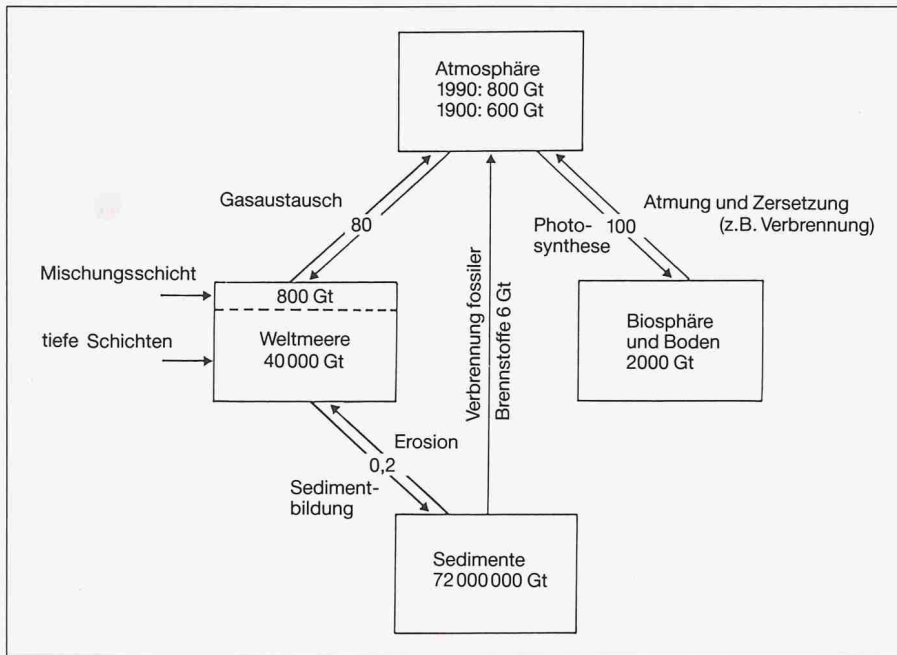 Atmosphäre
1990: 800 Gt
1900: 600 Gt
Gasaustausch
80
Atmung und Zersetzung
(z.B. Verbrennung)
Photo-
synthese
100
Mischungsschicht
800 Gt
tiefe Schichten
Weltmeere
40 000 Gt
Verbrennung fossiler
Brennstoffe 6 Gt
Biosphäre
und Boden
2000 Gt
Erosion
0,2
Sediment-
bildung
Sedimente
72 000 000 Gt